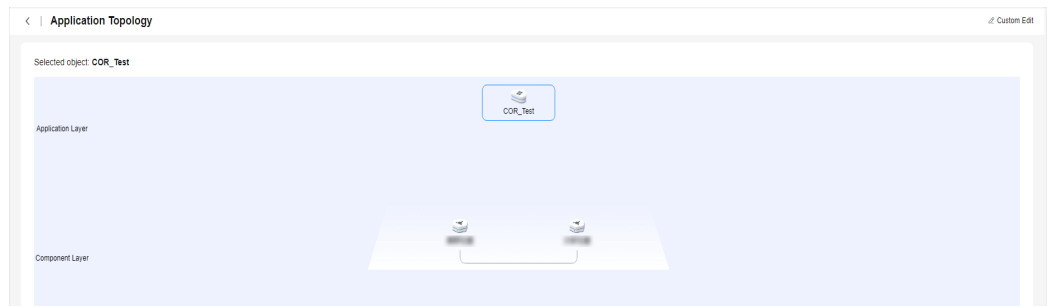 Application Topology
Custom Edit
Selected object: COR_Test
COR_Test
Application Layer
Component Layer